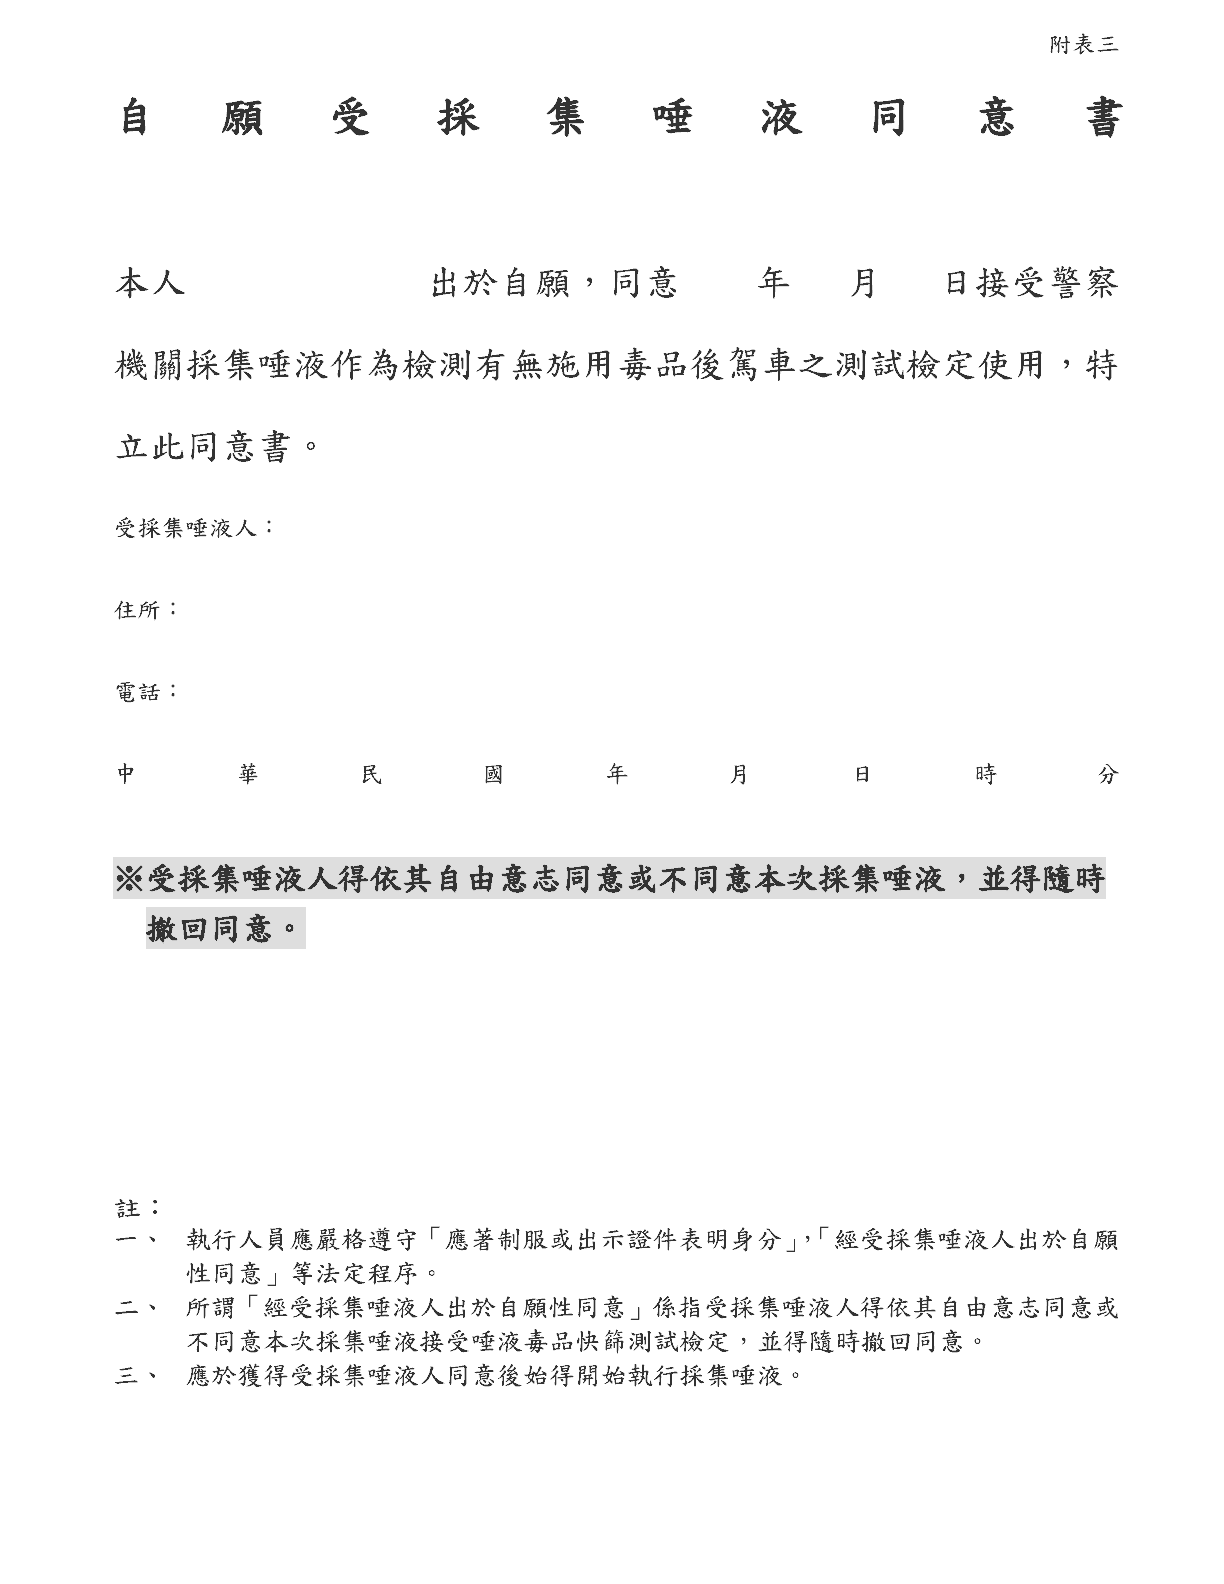 附表三
自願受採集唾液同意書
本人　　　　　　　出於自願，同意　　年　月　日接受警察
機關採集唾液作為檢測有無施用毒品後駕車之測試檢定使用，特
立此同意書。
受採集唾液人：
住所：
電話：
中華民國年月日時分
※受採集唾液人得依其自由意志同意或不同意本次採集唾液，並得隨時
撤回同意。
註：
一、 執行人員應嚴格遵守「應著制服或出示證件表明身分」，「經受採集唾液人出於自願
性同意」等法定程序。
二、 所謂「經受採集唾液人出於自願性同意」係指受採集唾液人得依其自由意志同意或
不同意本次採集唾液接受唾液毒品快篩測試檢定，並得隨時撤回同意。
三、 應於獲得受採集唾液人同意後始得開始執行採集唾液。